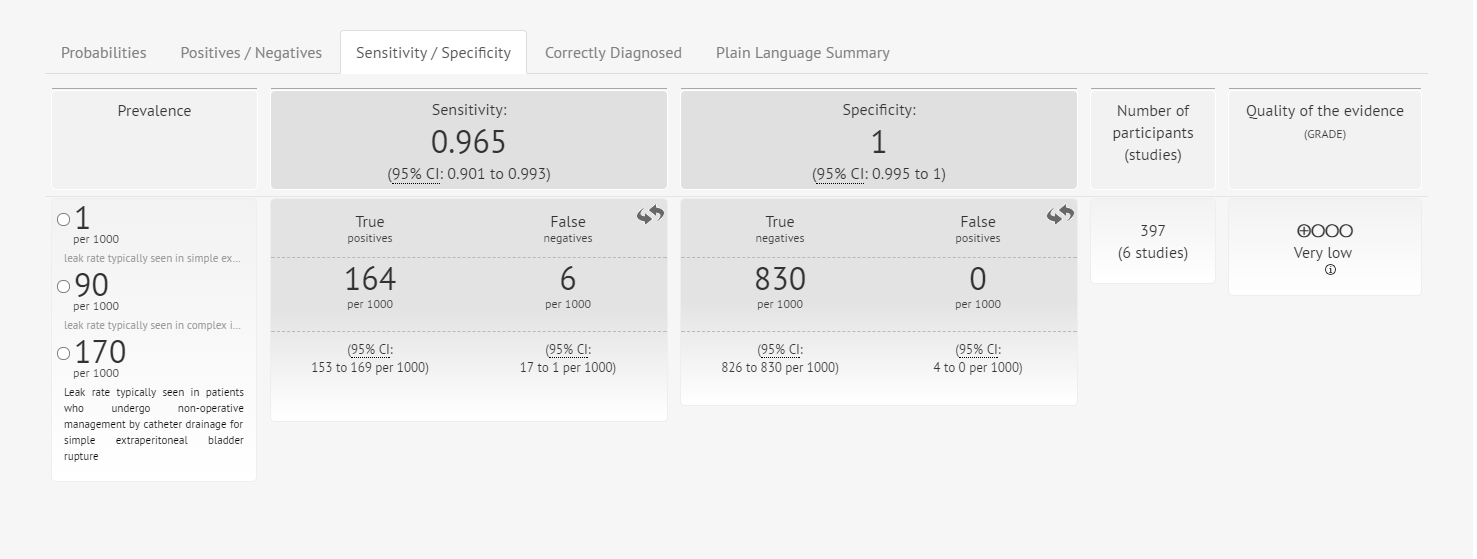 Probabilities
Positives / Negatives
Sensitivity / Specificity
Correctly Diagnosed
Plain Language Summary
Prevalence
Sensitivity:
0.965
(95% CI: 0.901 to 0.993)
Specificity:
1
(95% CI: 0.995 to 1)
Number of
participants
(studies)
Quality of the evidence
(GRADE)
1
per 1000
leak rate typically seen in simple ex...
90
per 1000
leak rate typically seen in complex i...
170
per 1000
Leak rate typically seen in patients
who undergo non-operative
management by catheter drainage for
simple extraperitoneal bladder
rupture
True
positives
164
per 1000
(95% CI:
153 to 169 per 1000)
False
negatives
6
per 1000
(95% CI:
17 to 1 per 1000)
True
negatives
830
per 1000
(95% CI:
826 to 830 per 1000)
False
positives
0
per 1000
(95% CI:
4 to 0 per 1000)
397
(6 studies)
⨁◯◯◯
Very low